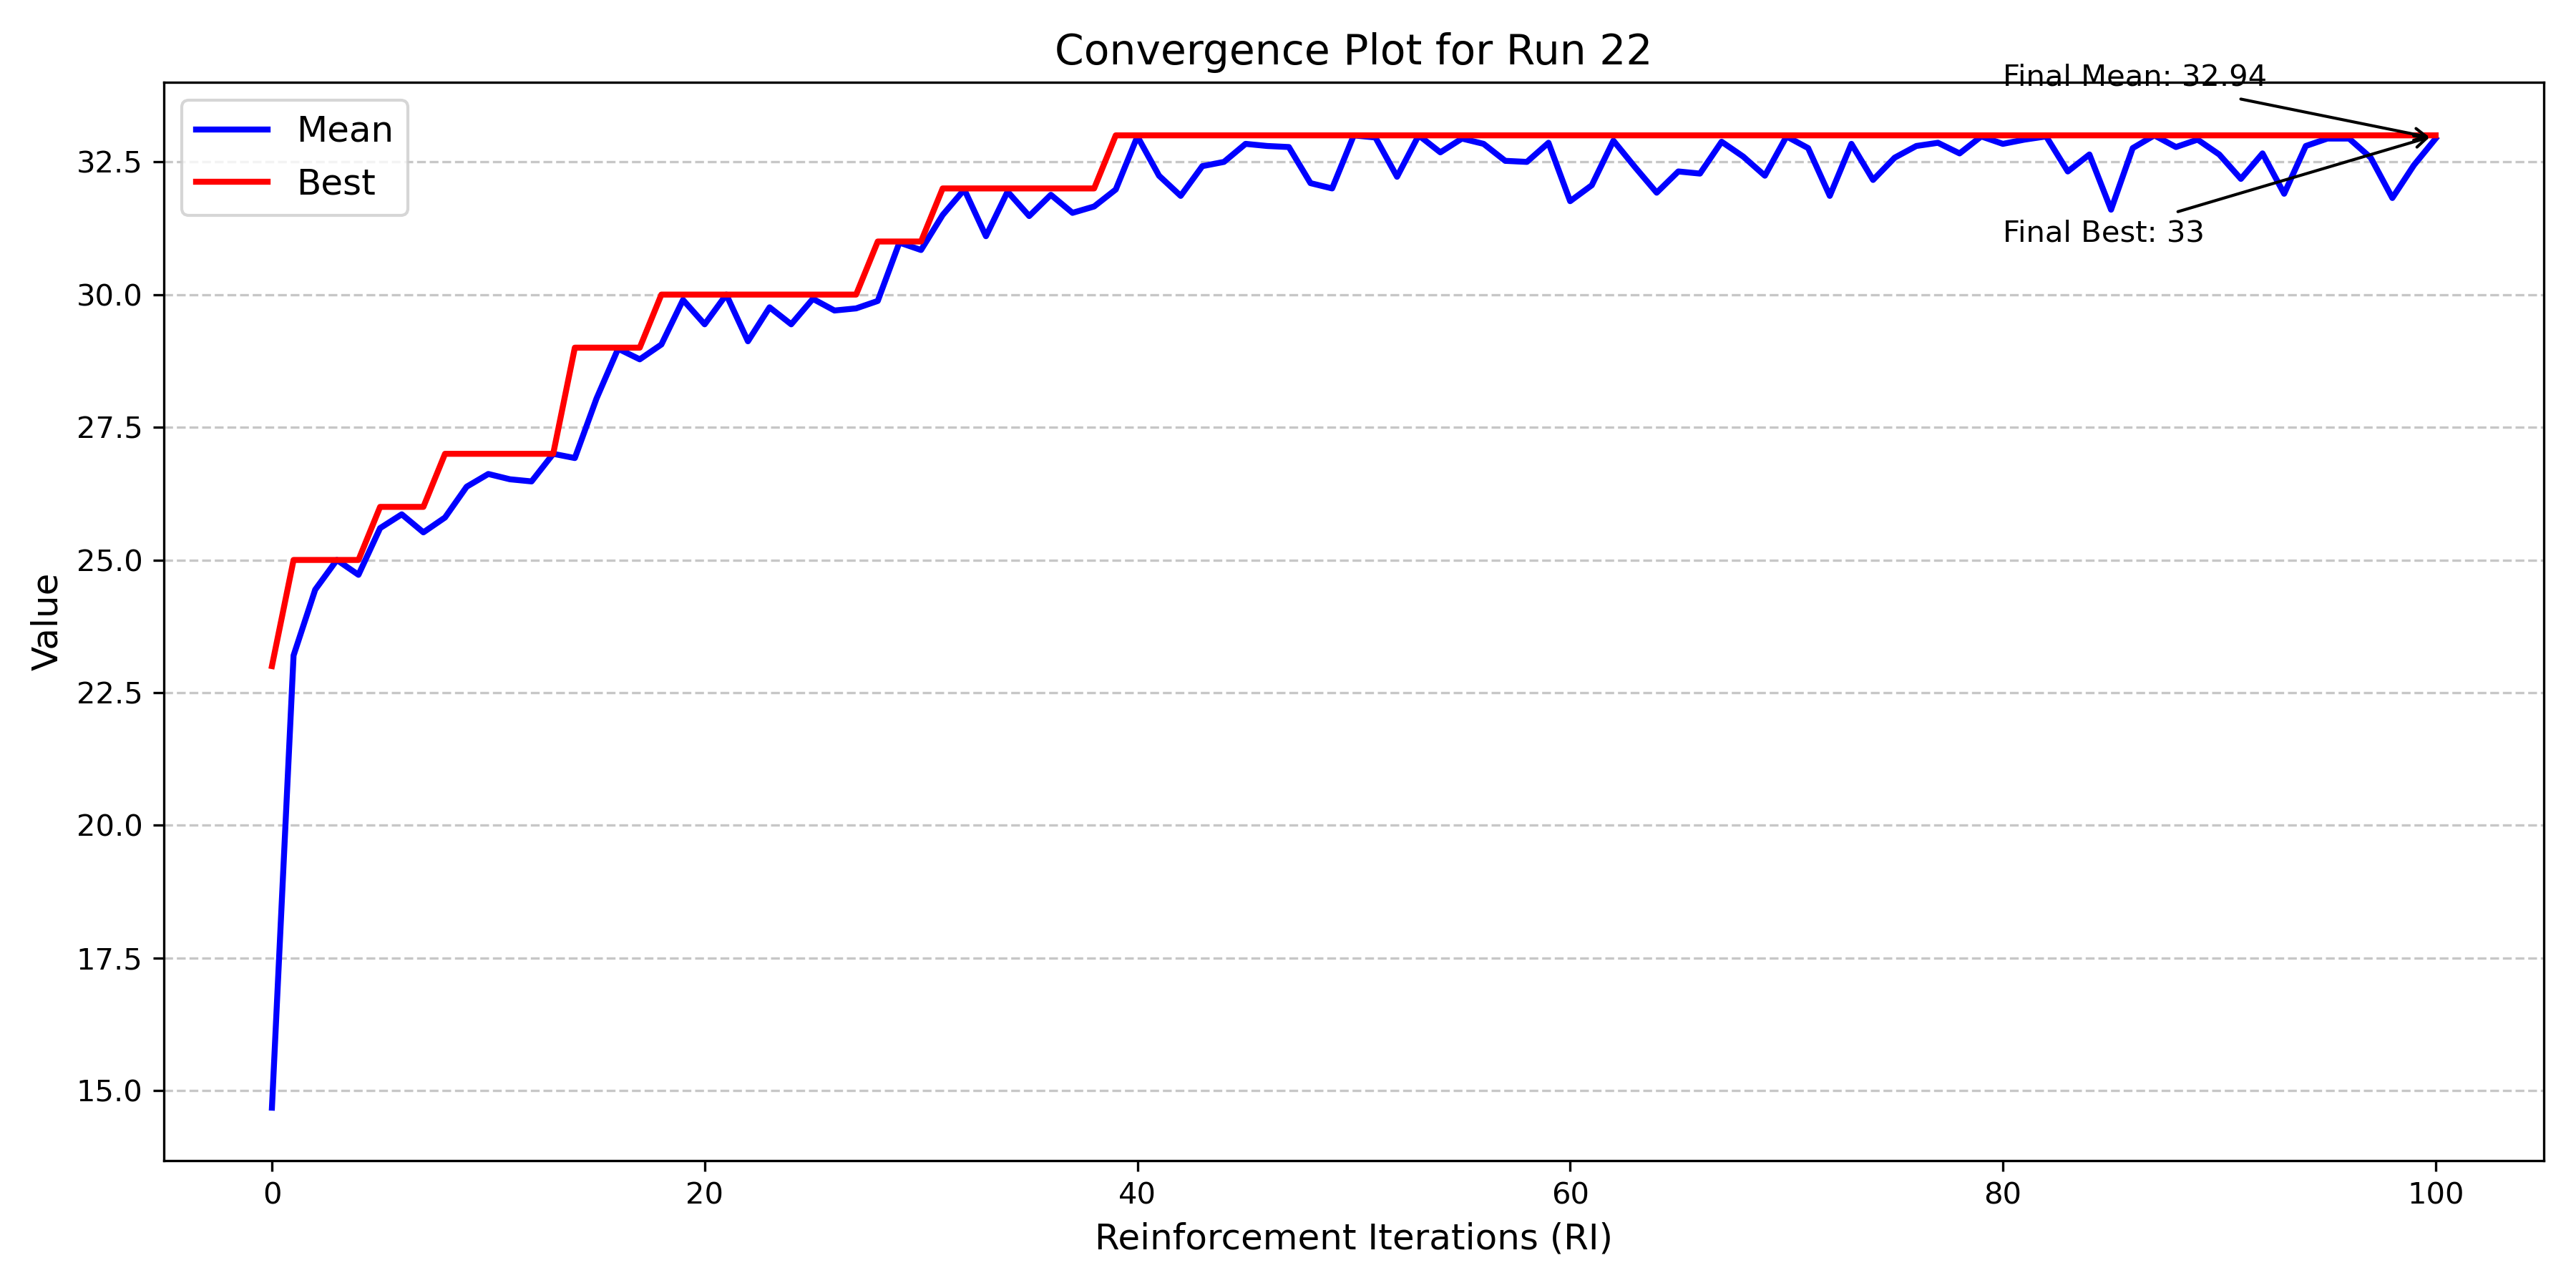 Convergence Plot for Run 22
Final Mean: 32.94
Mean
Best
Final Best: 33
32.5
30.0
27.5
25.0
22.5
20.0
17.5
15.0
Value
0 20 40 60 80 100
Reinforcement Iterations (RI)